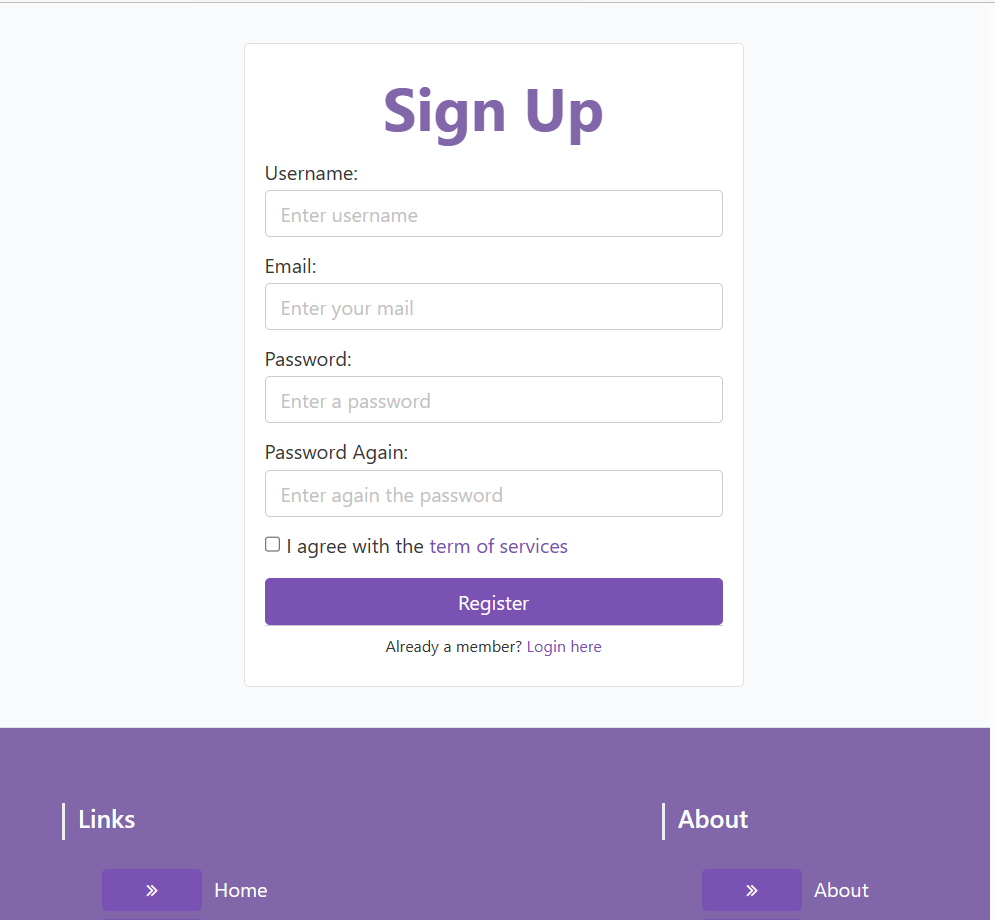 Sign Up
Username:
Enter username
Email:
Enter your mail
Password:
Enter a password
Password Again:
Enter again the password
I agree with the term of services
Register
Already a member? Login here
Links
About
» Home
» About